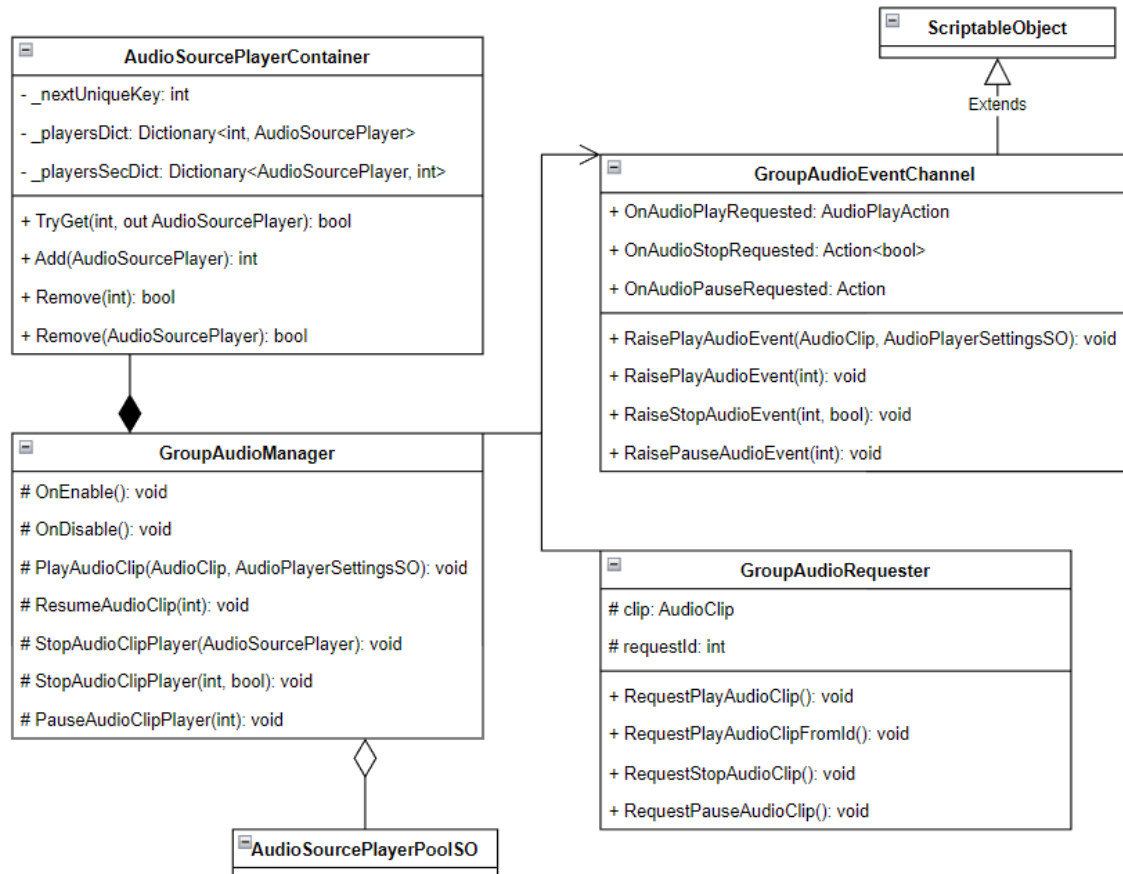 ScriptableObject
Extends
AudioSourcePlayerContainer
- _nextUniqueKey: int
- _playersDict: Dictionary<int, AudioSourcePlayer>
- _playersSecDict: Dictionary<AudioSourcePlayer, int>
+ TryGet(int, out AudioSourcePlayer): bool
+ Add(AudioSourcePlayer): int
+ Remove(int): bool
+ Remove(AudioSourcePlayer): bool
GroupAudioEventChannel
+ OnAudioPlayRequested: AudioPlayAction
+ OnAudioStopRequested: Action<bool>
+ OnAudioPauseRequested: Action
+ RaisePlayAudioEvent(AudioClip, AudioPlayerSettingsSO): void
+ RaisePlayAudioEvent(int): void
+ RaiseStopAudioEvent(int, bool): void
+ RaisePauseAudioEvent(int): void
GroupAudioManager
# OnEnable(): void
# OnDisable(): void
# PlayAudioClip(AudioClip, AudioPlayerSettingsSO): void
# ResumeAudioClip(int): void
# StopAudioClipPlayer(AudioSourcePlayer): void
# StopAudioClipPlayer(int, bool): void
# PauseAudioClipPlayer(int): void
GroupAudioRequester
# clip: AudioClip
# requestId: int
+ RequestPlayAudioClip(): void
+ RequestPlayAudioClipFromId(): void
+ RequestStopAudioClip(): void
+ RequestPauseAudioClip(): void
AudioSourcePlayerPoolSO